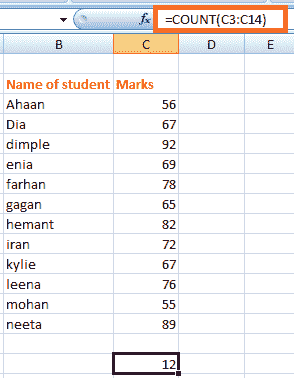 fx =COUNT(C3:C14)
B C D E
Name of student Marks
Ahaan 56
Dia 67
dimple 92
enia 69
farhan 78
gagan 65
hemant 82
iran 72
kylie 67
leena 76
mohan 55
neeta 89
12